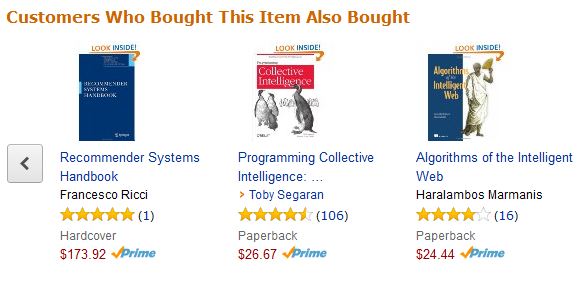 Customers Who Bought This Item Also Bought
LOOK INSIDE!
RECOMMENDER
SYSTEMS
HANDBOOK
Springer
Recommender Systems
Handbook
Francesco Ricci
(1)
Hardcover
$173.92 Prime
LOOK INSIDE!
Programming
Collective
Intelligence
O'REILLY
Programming Collective
Intelligence: …
› Toby Segaran
(106)
Paperback
$26.67 Prime
LOOK INSIDE!
Algorithms
of the
Intelligent
Web
Algorithms of the Intelligent
Web
Haralambos Marmanis
(16)
Paperback
$24.44 Prime